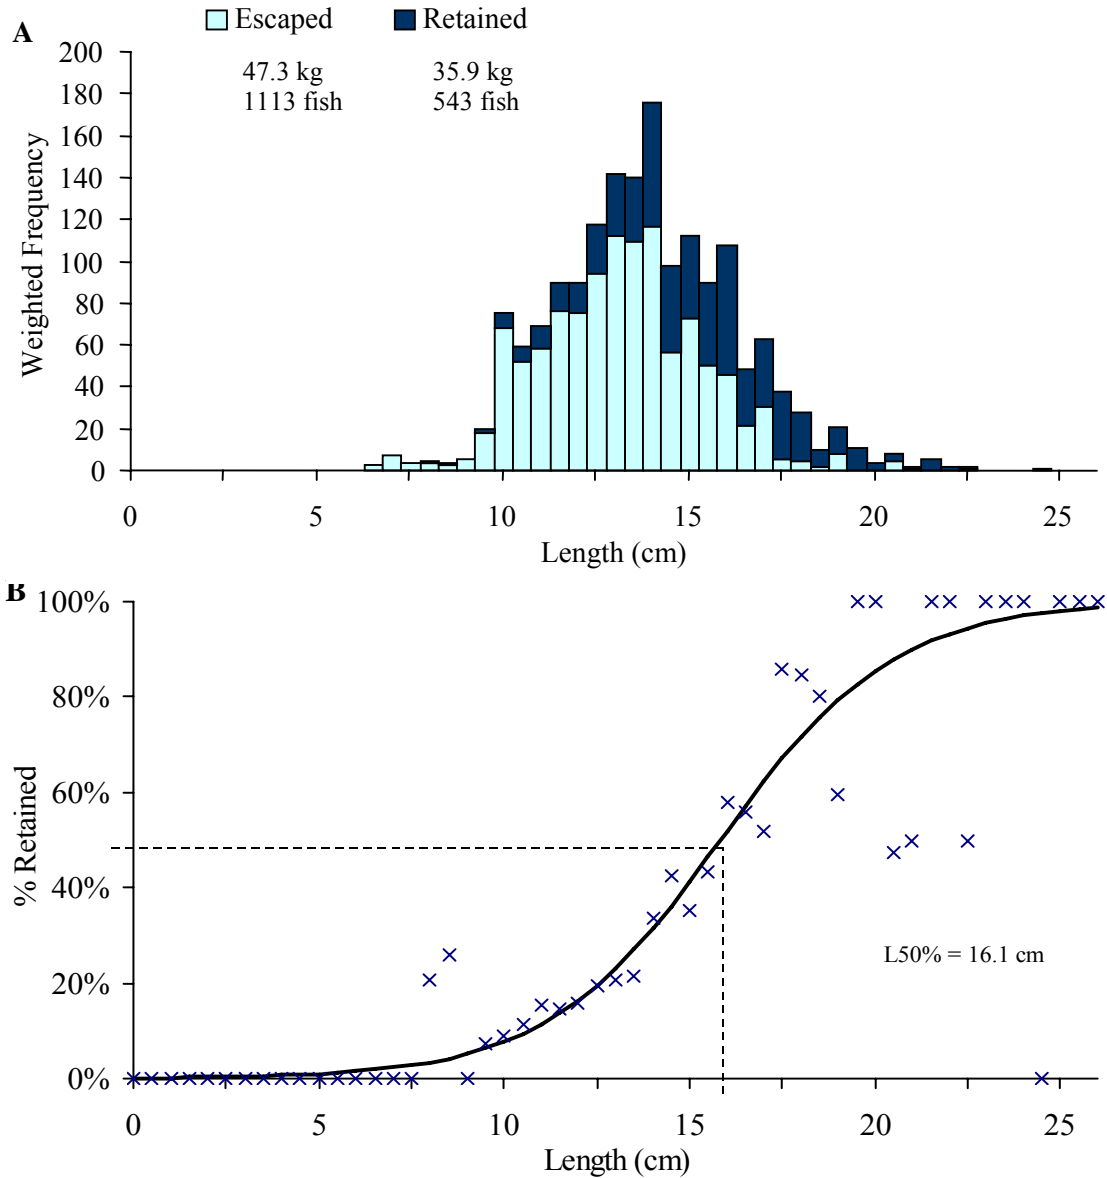 A
Escaped Retained
47.3 kg 35.9 kg
1113 fish 543 fish
Weighted Frequency
200
180
160
140
120
100
80
60
40
20
0
0 5 10 15 20 25
Length (cm)
B
% Retained
100%
80%
60%
40%
20%
0%
L50% = 16.1 cm
0 5 10 15 20 25
Length (cm)